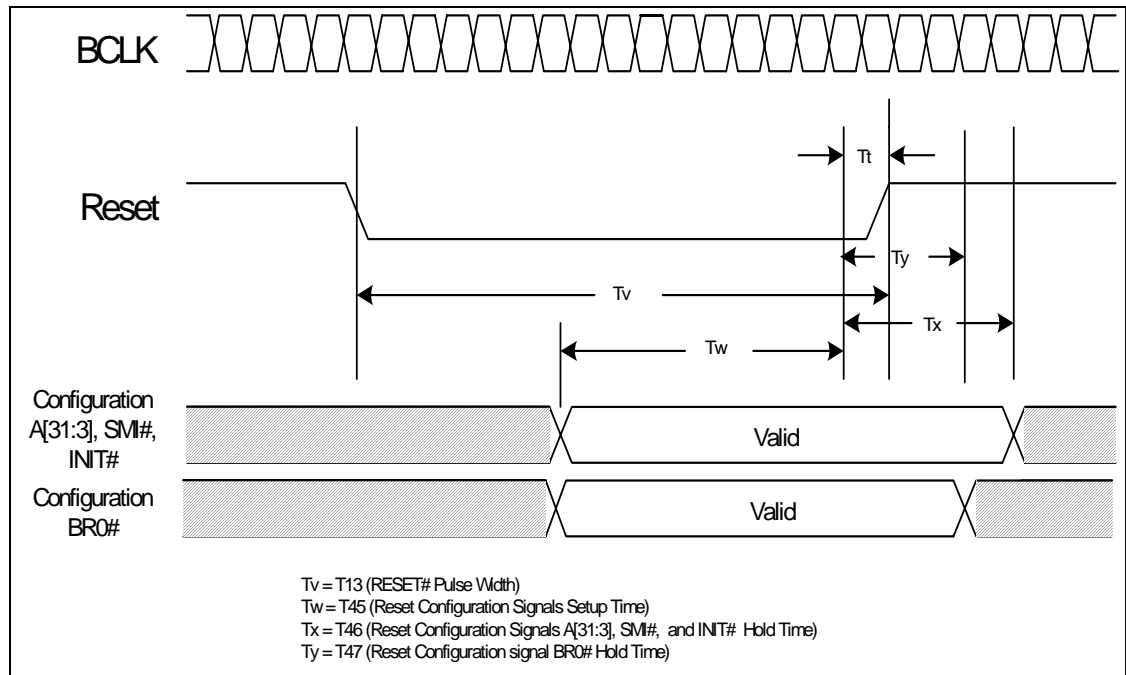 BCLK
Reset
Tt
Ty
Tv
Tx
Tw
Configuration
A[31:3], SMI#,
INIT#
Valid
Configuration
BR0#
Valid
Tv = T13 (RESET# Pulse Width)
Tw = T45 (Reset Configuration Signals Setup Time)
Tx = T46 (Reset Configuration Signals A[31:3], SMI#, and INIT# Hold Time)
Ty = T47 (Reset Configuration signal BR0# Hold Time)